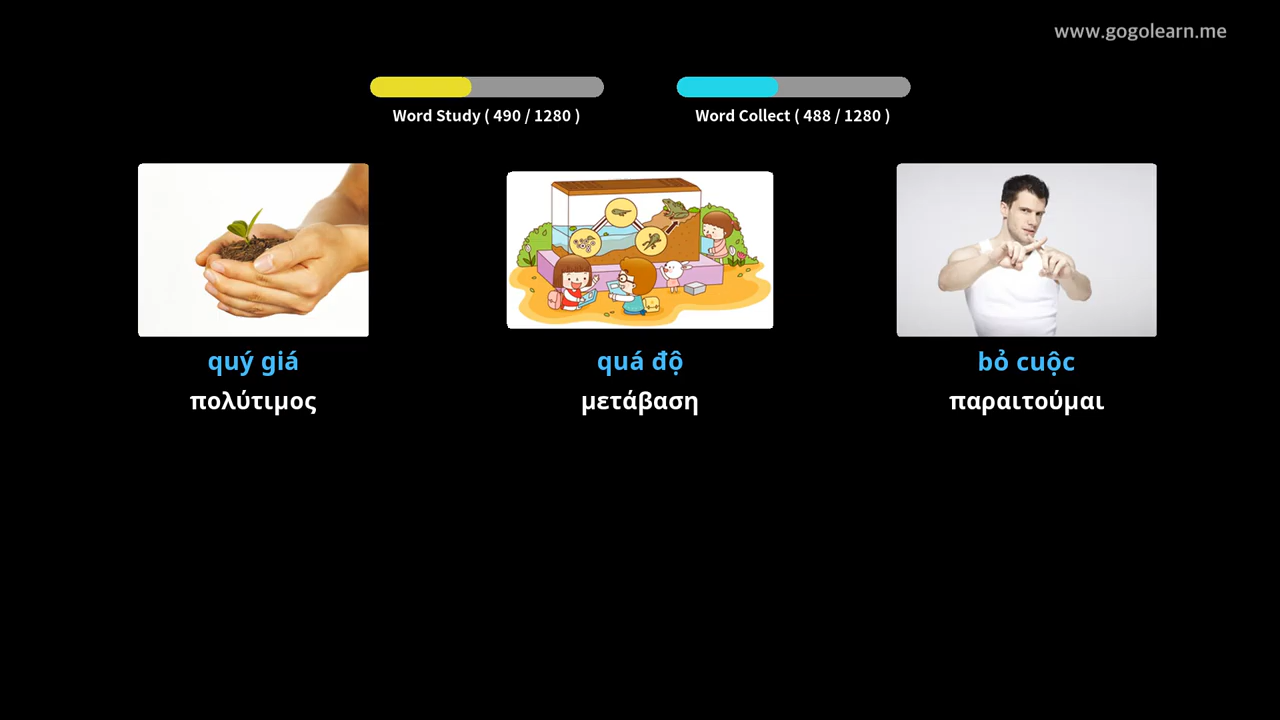 www.gogolearn.me
Word Study ( 490 / 1280 )
Word Collect ( 488 / 1280 )
quý giá
πολύτιμος
quá độ
μετάβαση
bỏ cuộc
παραιτούμαι